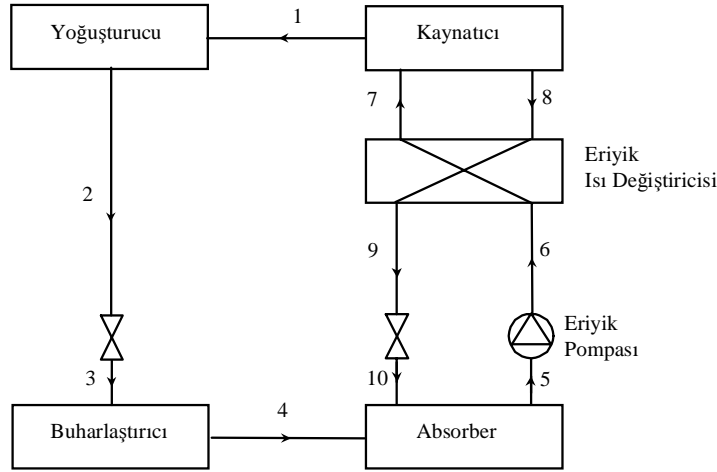 1
Yoğuşturucu
Kaynatıcı
7
8
Eriyik
Isı Değiştiricisi
2
9
6
Eriyik
Pompası
3
10
5
4
Buharlaştırıcı
Absorber